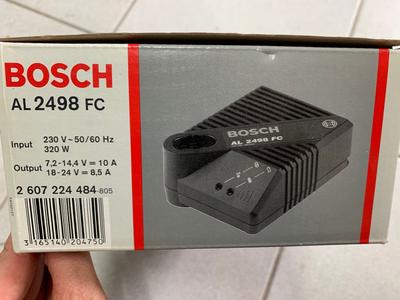 BOSCH
AL 2498 FC
Input 230 V ~ 50/60 Hz
320 W
Output 7,2-14,4 V = 10 A
18-24 V = 8,5 A
2 607 224 484-805
3 165140 204750
BOSCH
AL 2498 FC
BOSCH